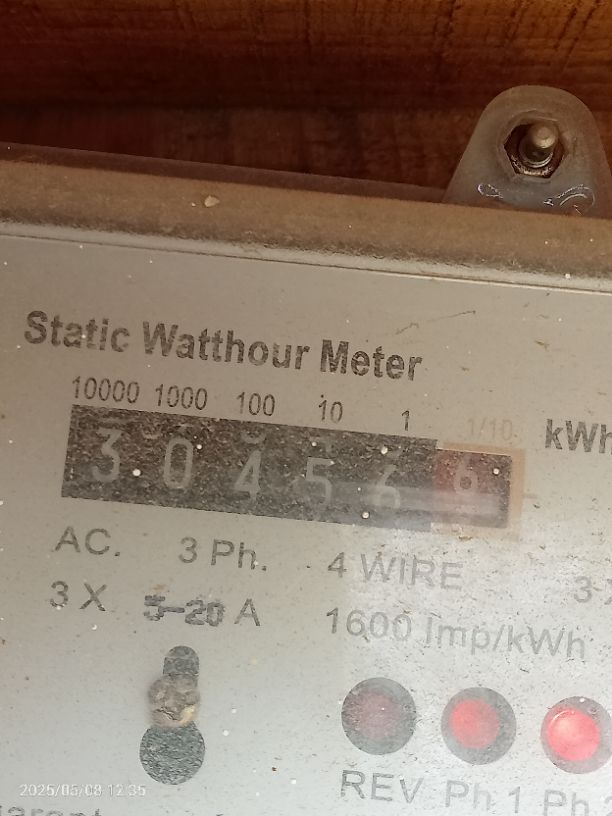 Static Watthour Meter
10000 1000 100 10 1 1/10 kWh
3 0 4 5 6 6
AC. 3 Ph. 4 WIRE
3 X 5-20 A 1600 Imp/kWh
REV Ph 1 Ph
2025/05/08 12:35